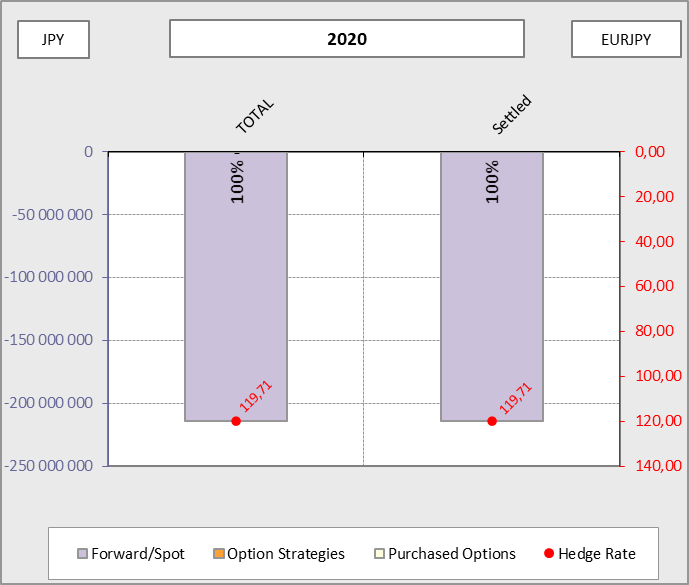 JPY
2020
EURJPY
TOTAL
Settled
0
-50 000 000
-100 000 000
-150 000 000
-200 000 000
-250 000 000
100%
100%
119,71
119,71
0,00
20,00
40,00
60,00
80,00
100,00
120,00
140,00
Forward/Spot
Option Strategies
Purchased Options
Hedge Rate